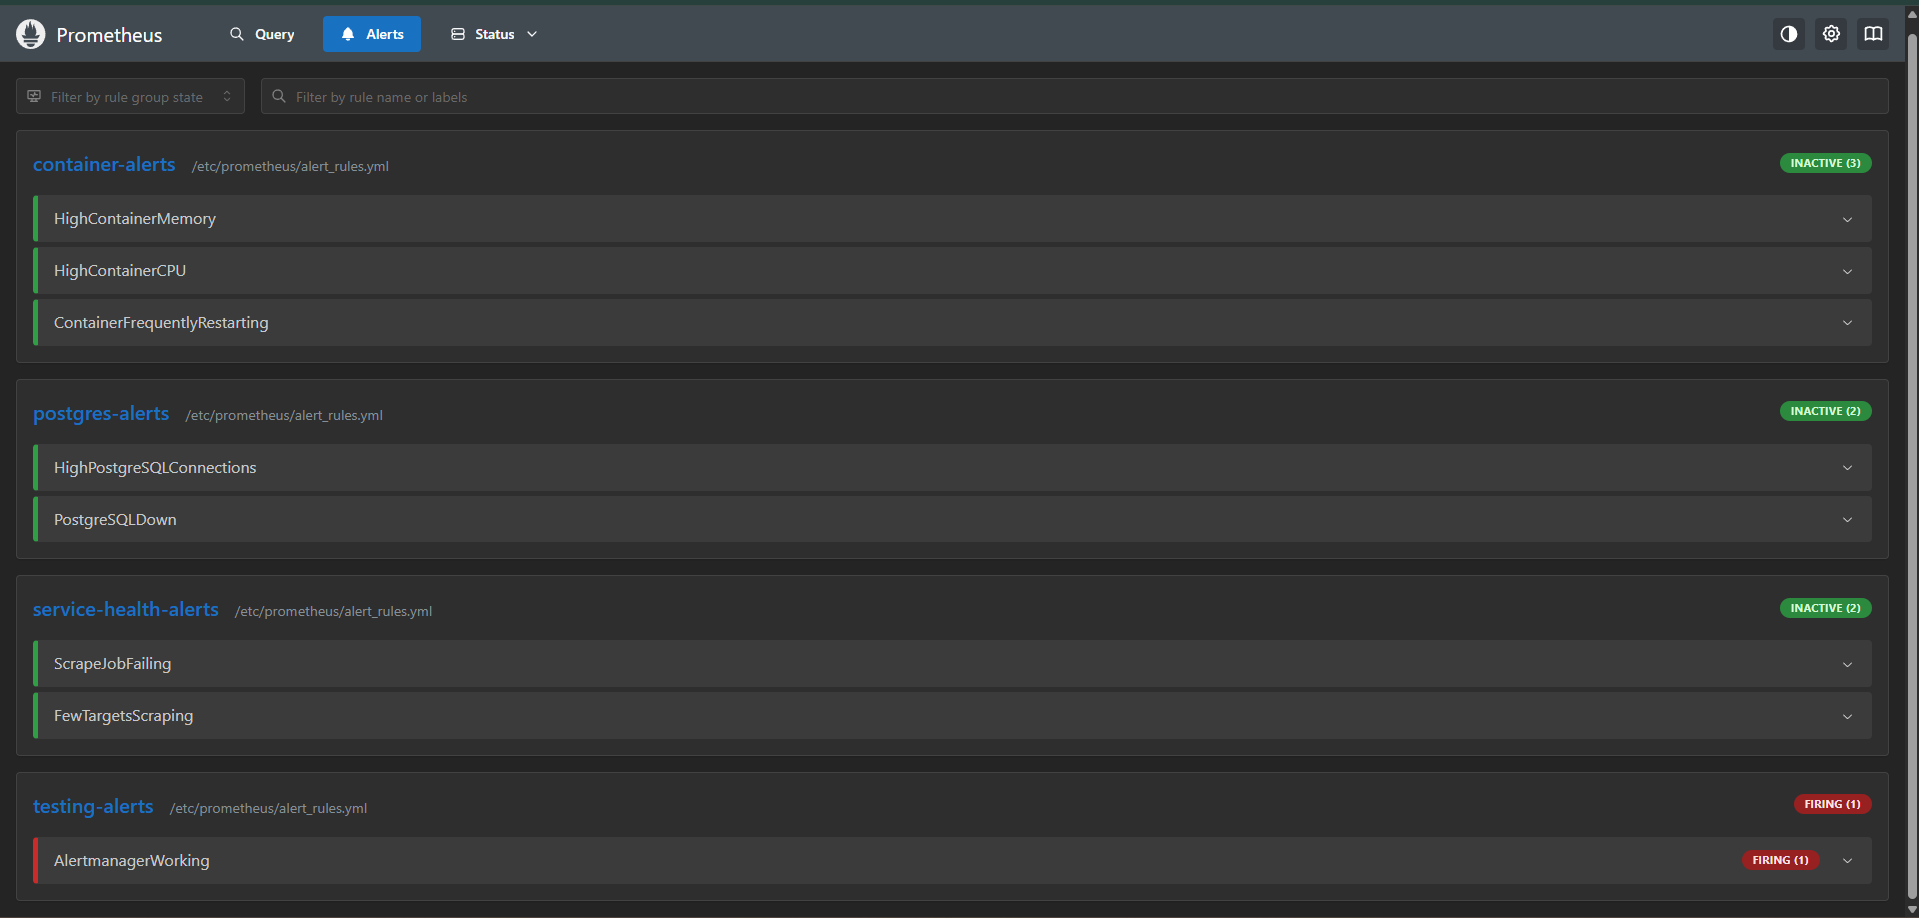 Prometheus Query Alerts Status
Filter by rule group state Filter by rule name or labels
container-alerts /etc/prometheus/alert_rules.yml INACTIVE (3)
HighContainerMemory
HighContainerCPU
ContainerFrequentlyRestarting
postgres-alerts /etc/prometheus/alert_rules.yml INACTIVE (2)
HighPostgreSQLConnections
PostgreSQLDown
service-health-alerts /etc/prometheus/alert_rules.yml INACTIVE (2)
ScrapeJobFailing
FewTargetsScraping
testing-alerts /etc/prometheus/alert_rules.yml FIRING (1)
AlertmanagerWorking FIRING (1)